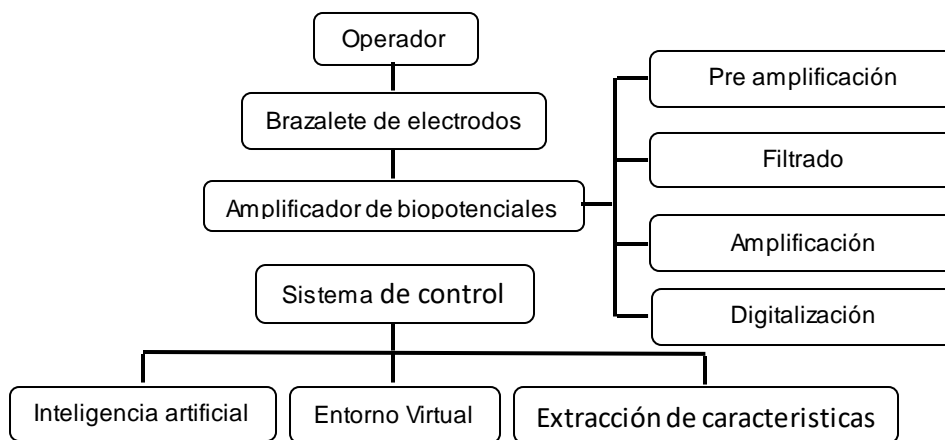 Operador
Pre amplificación
Brazalete de electrodos
Filtrado
Amplificador de biopotenciales
Amplificación
Sistema de control
Digitalización
Inteligencia artificial
Entorno Virtual
Extracción de caracteristicas